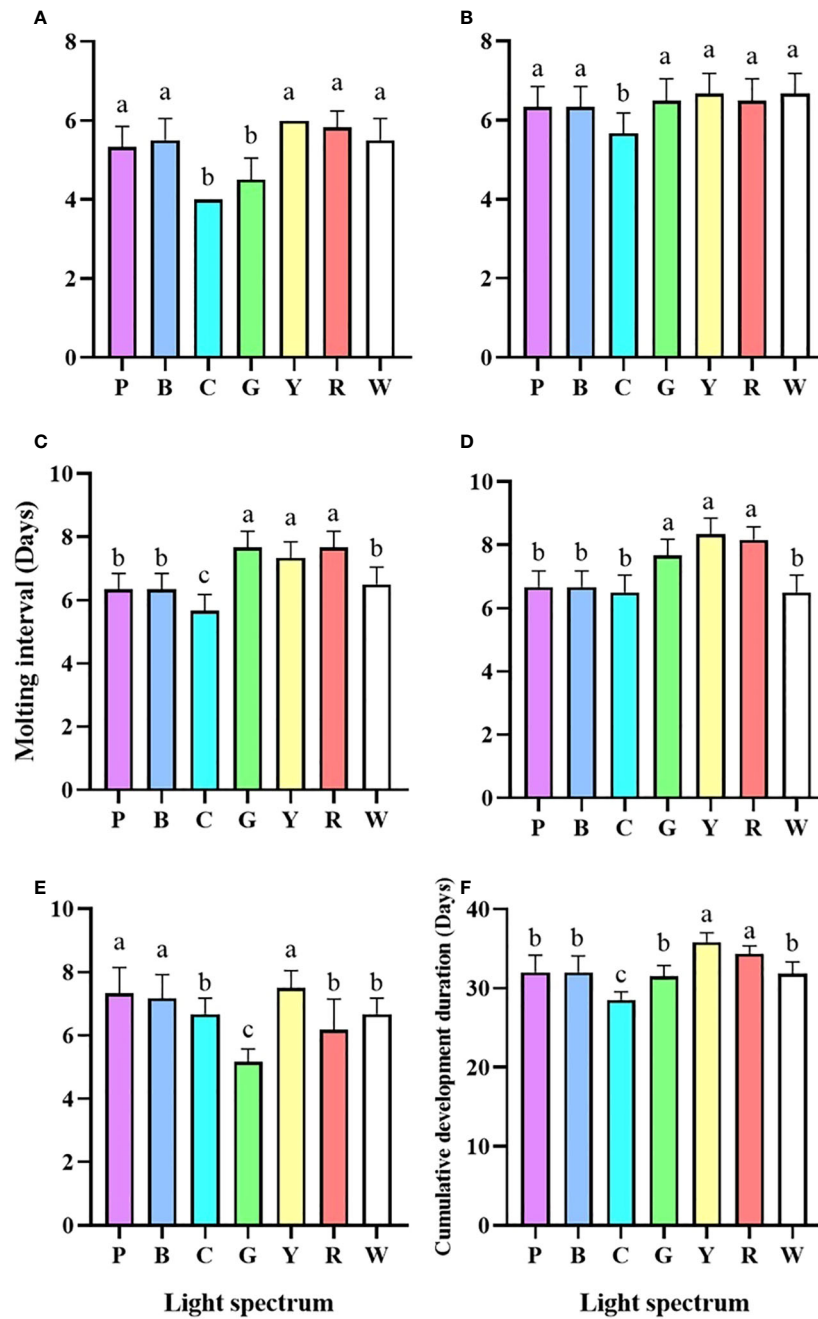 A
8
6
4
2
0
a a b b a a a
P B C G Y R W
B
8
6
4
2
0
a a b a a a a
P B C G Y R W
C
Molting interval (Days)
10
8
6
4
2
0
b b c a a a b
P B C G Y R W
D
10
8
6
4
2
0
b b b a a a b
P B C G Y R W
E
10
8
6
4
2
0
a a b c a b b
P B C G Y R W
Light spectrum
F
Cumulative development duration (Days)
40
30
20
10
0
b b c b a a b
P B C G Y R W
Light spectrum